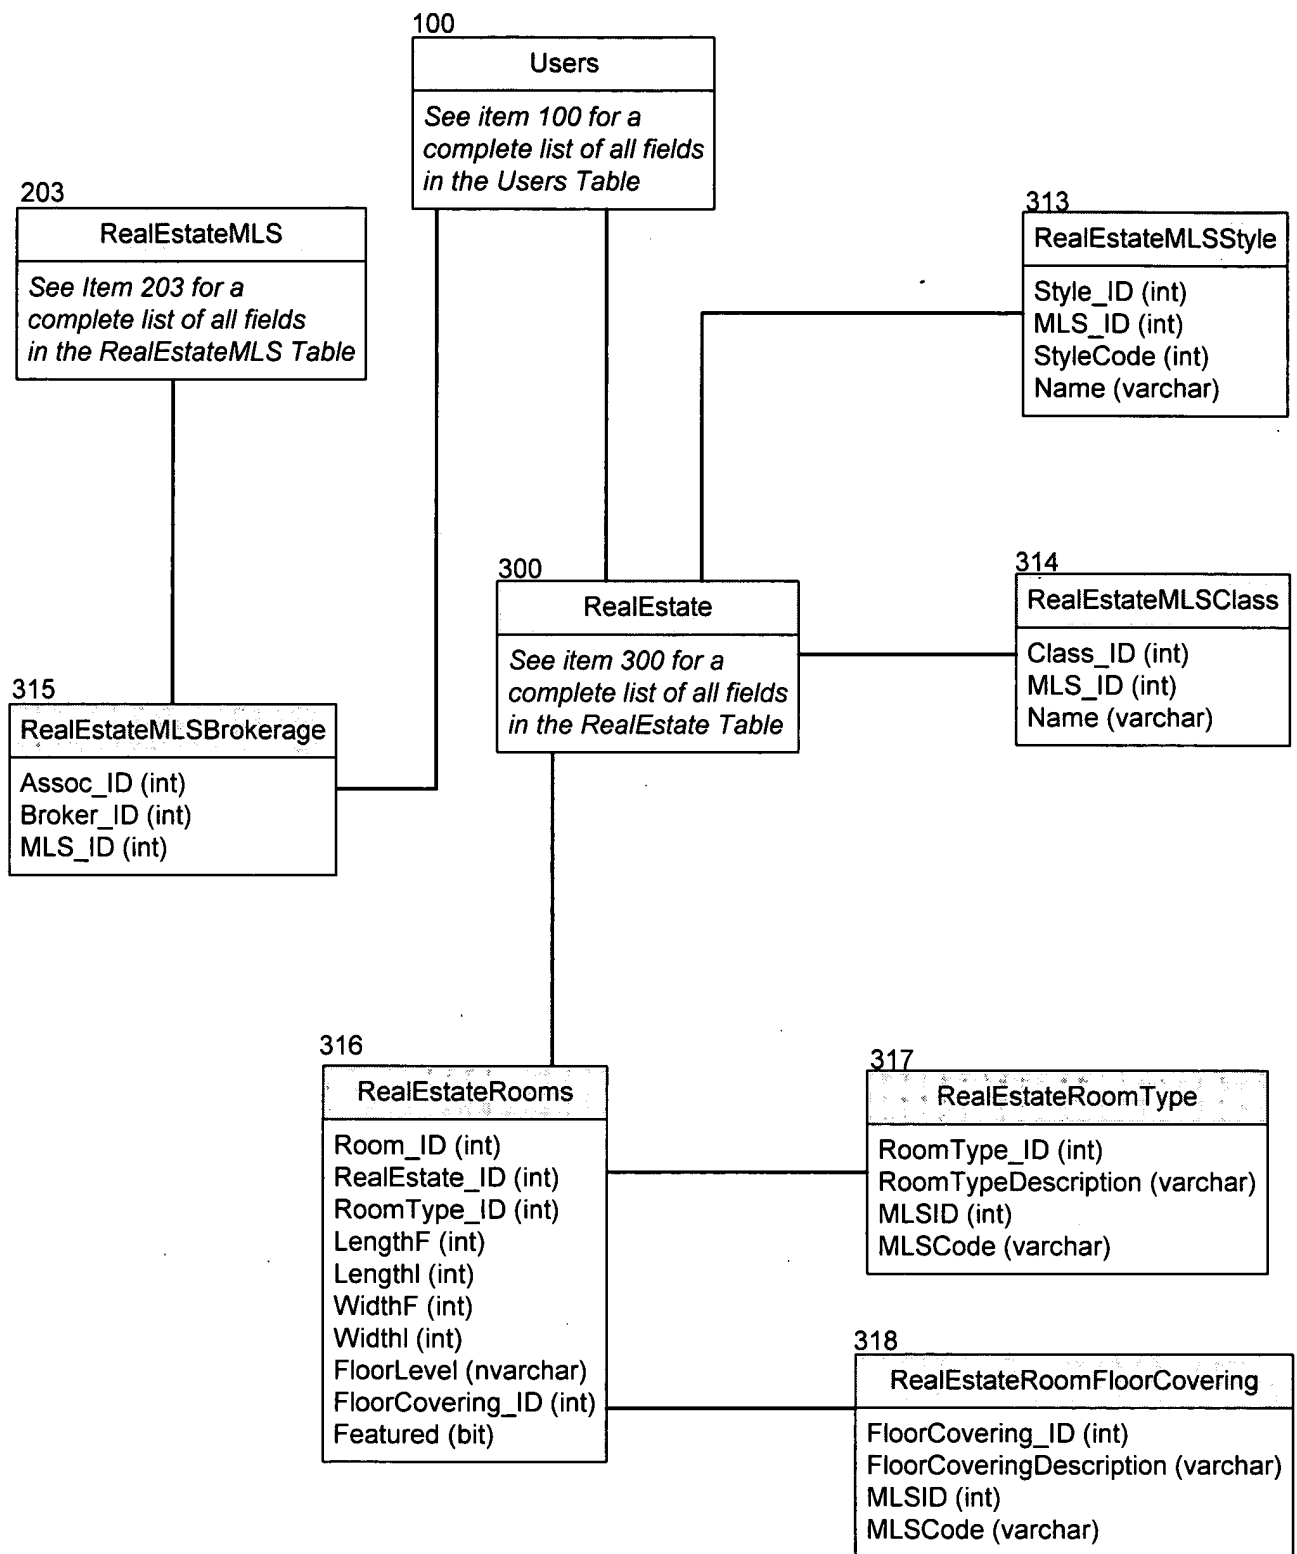 100
Users
See item 100 for a
complete list of all fields
in the Users Table
203
RealEstateMLS
See Item 203 for a
complete list of all fields
in the RealEstateMLS Table
313
RealEstateMLSStyle
Style_ID (int)
MLS_ID (int)
StyleCode (int)
Name (varchar)
300
RealEstate
See item 300 for a
complete list of all fields
in the RealEstate Table
314
RealEstateMLSClass
Class_ID (int)
MLS_ID (int)
Name (varchar)
315
RealEstateMLSBrokerage
Assoc_ID (int)
Broker_ID (int)
MLS_ID (int)
316
RealEstateRooms
Room_ID (int)
RealEstate_ID (int)
RoomType_ID (int)
LengthF (int)
LengthI (int)
WidthF (int)
WidthI (int)
FloorLevel (nvarchar)
FloorCovering_ID (int)
Featured (bit)
317
RealEstateRoomType
RoomType_ID (int)
RoomTypeDescription (varchar)
MLSID (int)
MLSCode (varchar)
318
RealEstateRoomFloorCovering
FloorCovering_ID (int)
FloorCoveringDescription (varchar)
MLSID (int)
MLSCode (varchar)